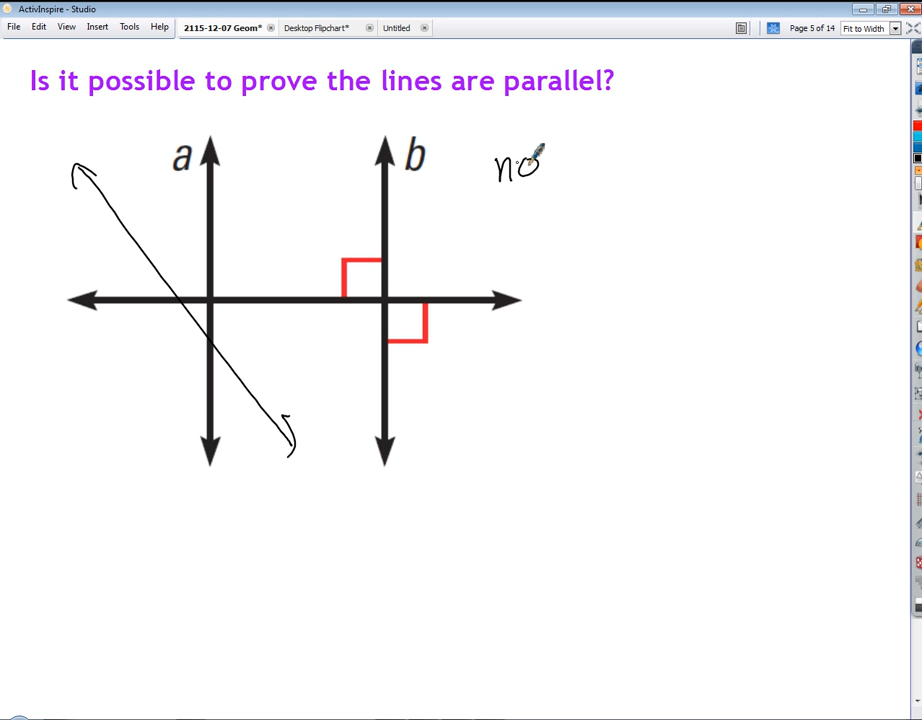 ActivInspire - Studio
File Edit View Insert Tools Help 2115-12-07 Geom* Desktop Flipchart* Untitled Page 5 of 14 Fit to Width
Is it possible to prove the lines are parallel?
a b no